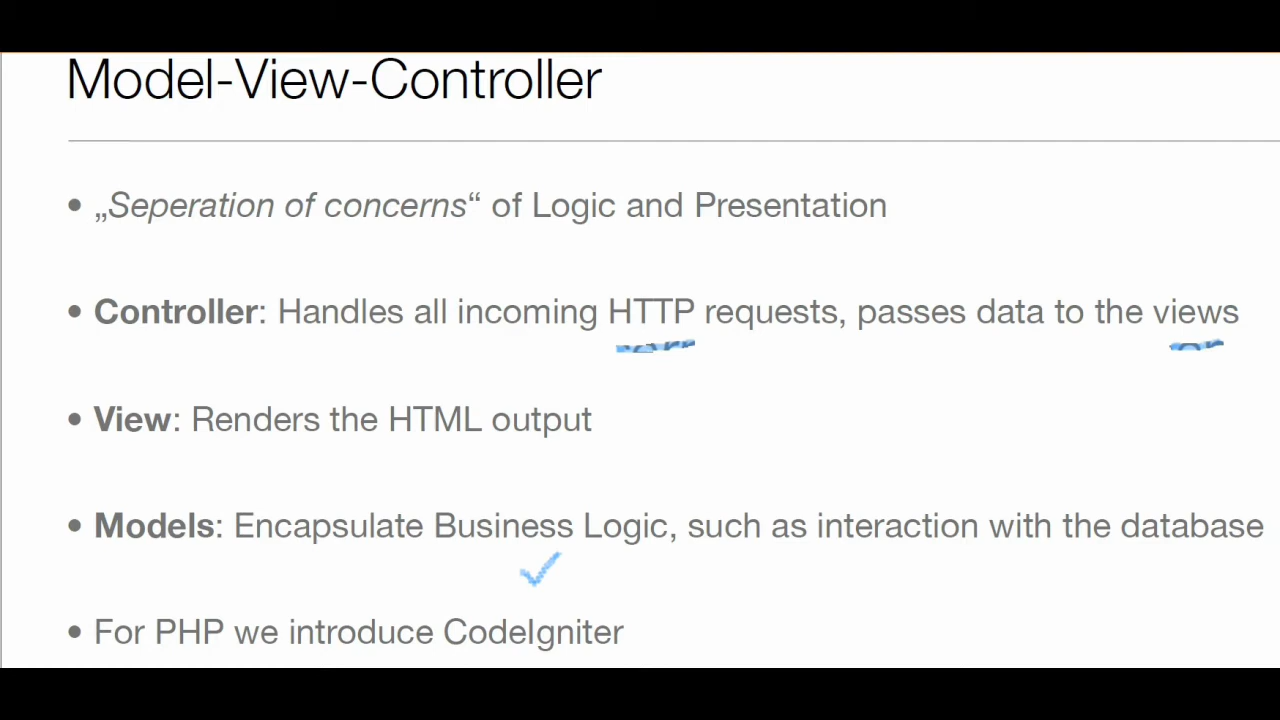 Model-View-Controller
• „Seperation of concerns“ of Logic and Presentation
• Controller: Handles all incoming HTTP requests, passes data to the views
• View: Renders the HTML output
• Models: Encapsulate Business Logic, such as interaction with the database
• For PHP we introduce CodeIgniter